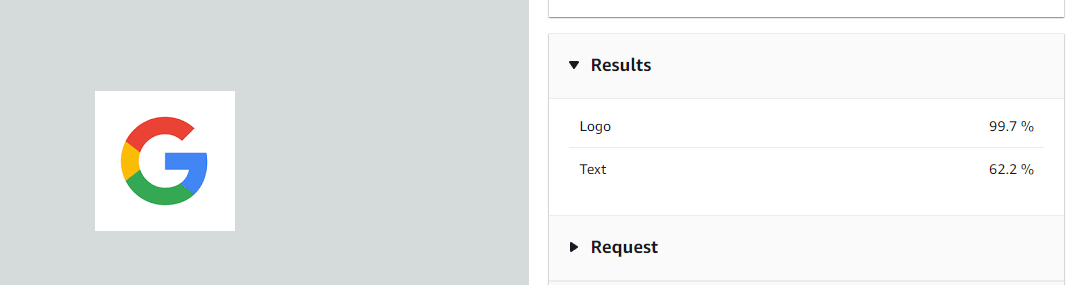 G
Results
Logo 99.7 %
Text 62.2 %
Request